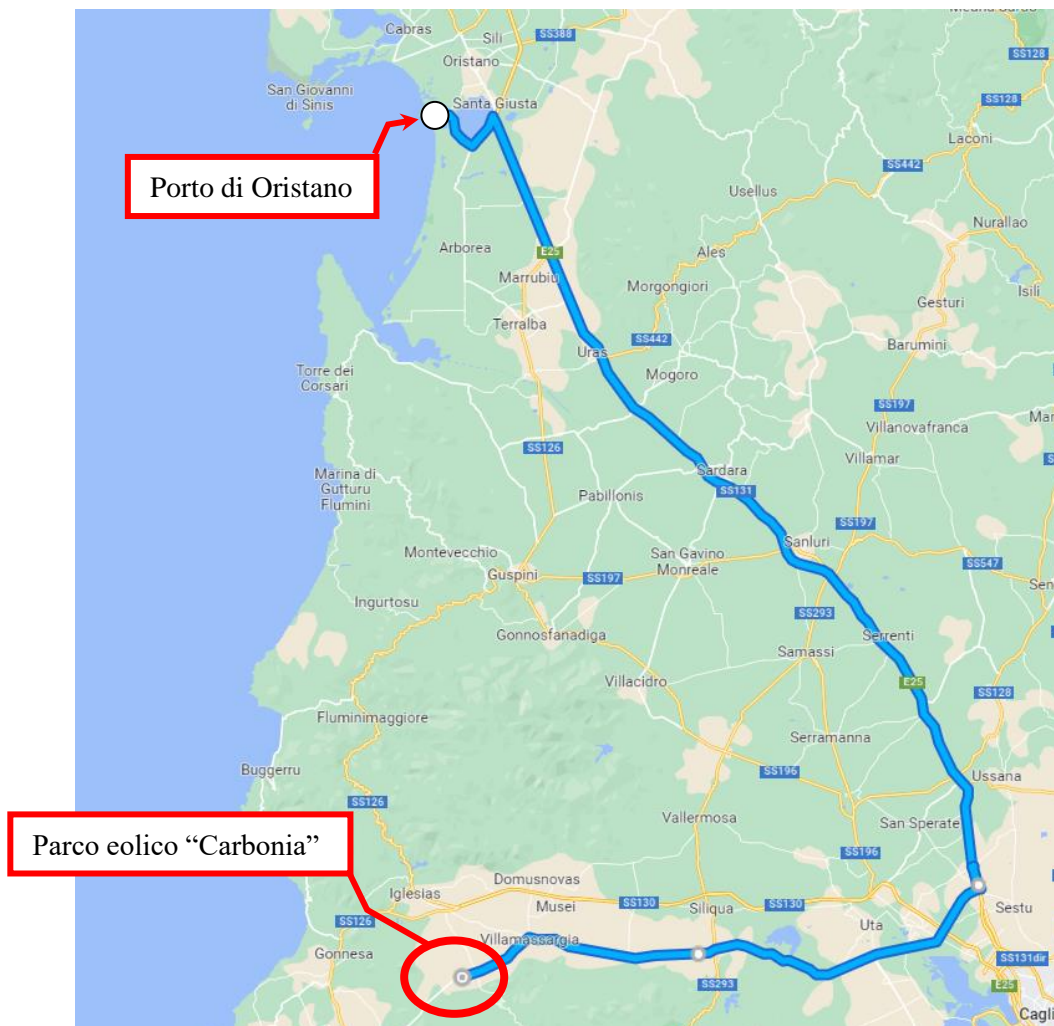 Cabras
Sili
SS388
Oristano
SS128
San Giovanni
di Sinis
Santa Giusta
SS128
Laconi
Porto di Oristano
SS442
Usellus
Nurallao
Arborea
E25
Ales
Marrubiu
Morgongiori
Isili
Gesturi
Terralba
SS442
Uras
Barumini
Torre dei
Corsari
Mogoro
SS197
Villanovafranca
SS126
Villamar
Sardara
Marina di
Gutturu
Flumini
SS131
Pabillonis
SS197
Sanluri
Montevecchio
San Gavino
Monreale
SS547
Guspini
SS197
Ingurtosu
SS293
Gonnosfanadiga
Serrenti
Samassi
Villacidro
E25
SS128
Fluminimaggiore
Serramanna
Buggerru
SS196
Ussana
SS126
Vallermosa
San Sperate
Parco eolico “Carbonia”
SS196
Domusnovas
Iglesias
Musei
SS130
Siliqua
SS130
Sestu
SS126
Uta
Villamassargia
Gonnesa
SS131dir
SS293
E25